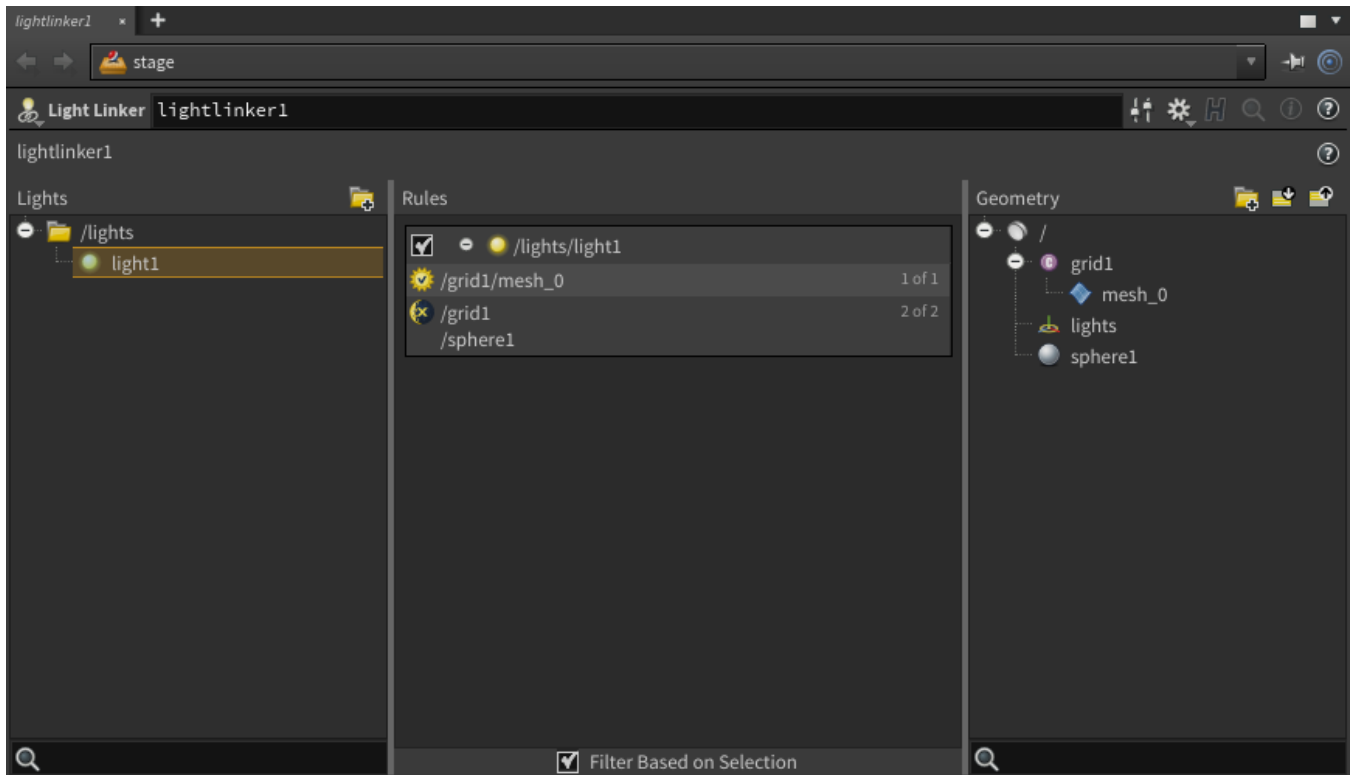 lightlinker1
stage
Light Linker lightlinker1
lightlinker1
Lights
/lights
light1
Rules
/lights/light1
/grid1/mesh_0 1 of 1
/grid1 2 of 2
/sphere1
Filter Based on Selection
Geometry
/
grid1
mesh_0
lights
sphere1